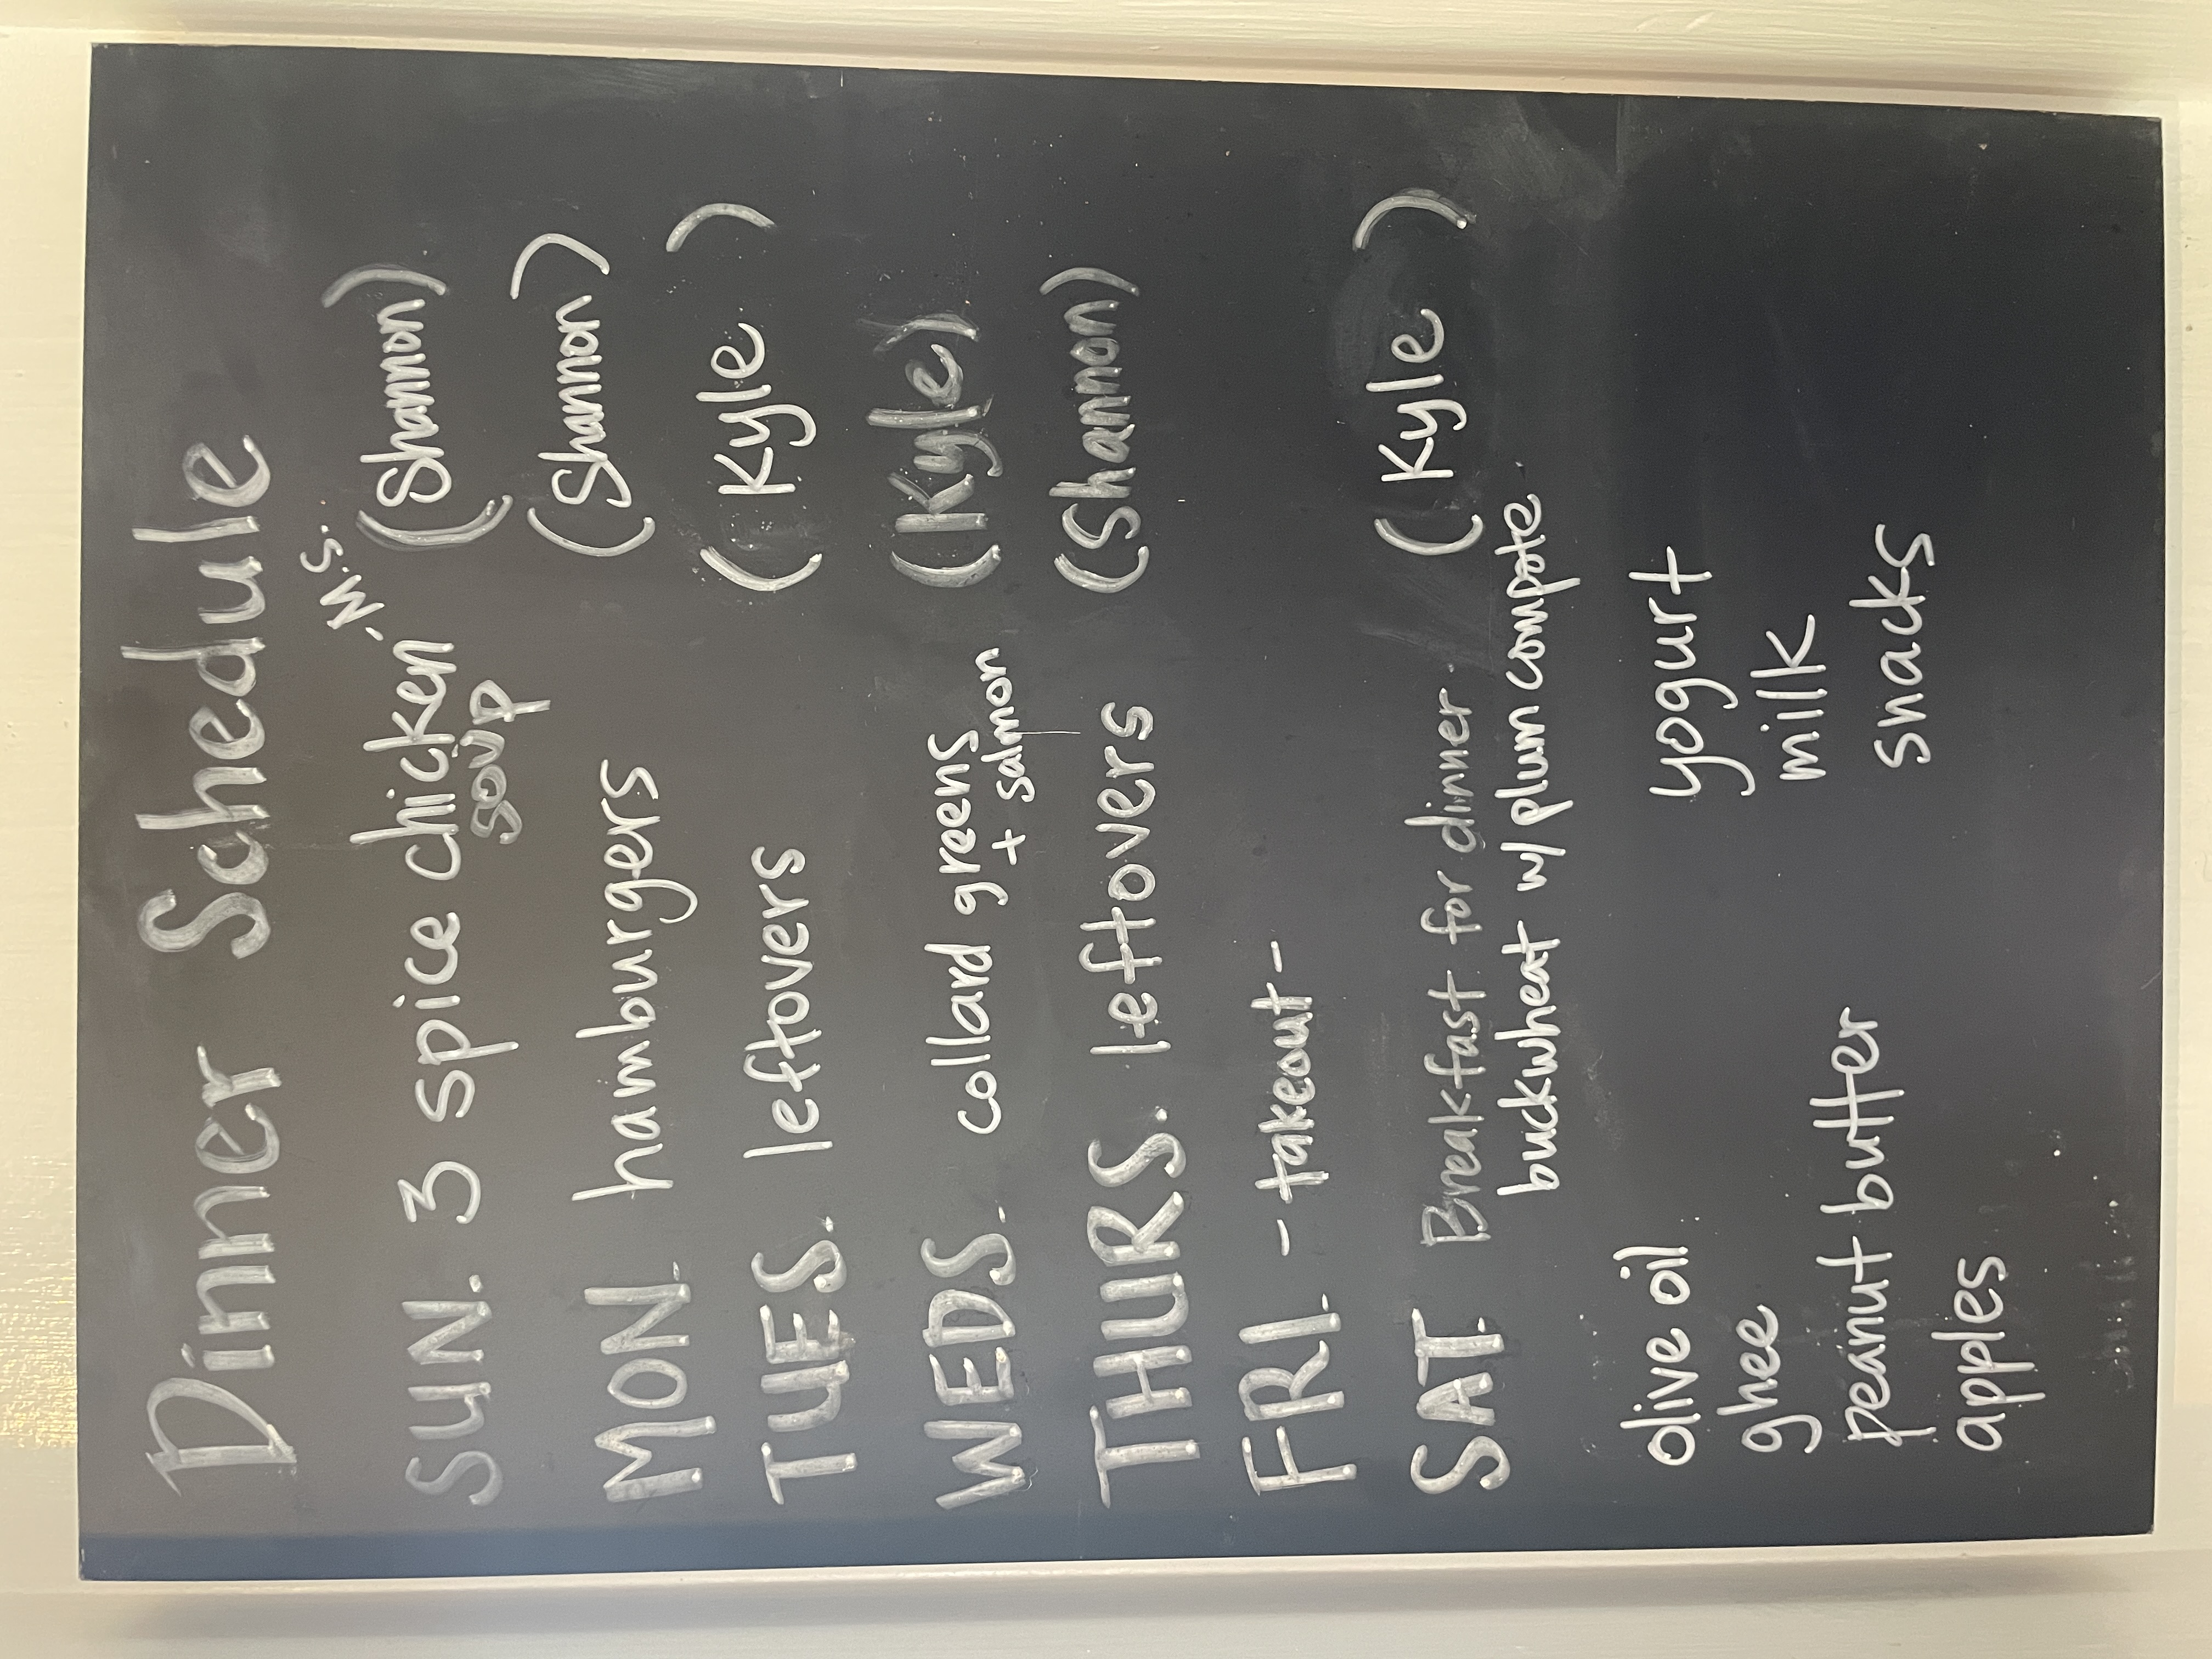 Dinner Schedule
SUN. 3 spice chicken -M.S. (Shannon)
soup
MON. hamburgers (Shannon)
TUES. leftovers (Kyle)
WEDS. collard greens (Kyle)
+ salmon
THURS. leftovers (Shannon)
FRI. -takeout-
SAT. Breakfast for dinner (Kyle)
buckwheat w/ plum compote
olive oil
ghee
peanut butter
apples
yogurt
milk
snacks